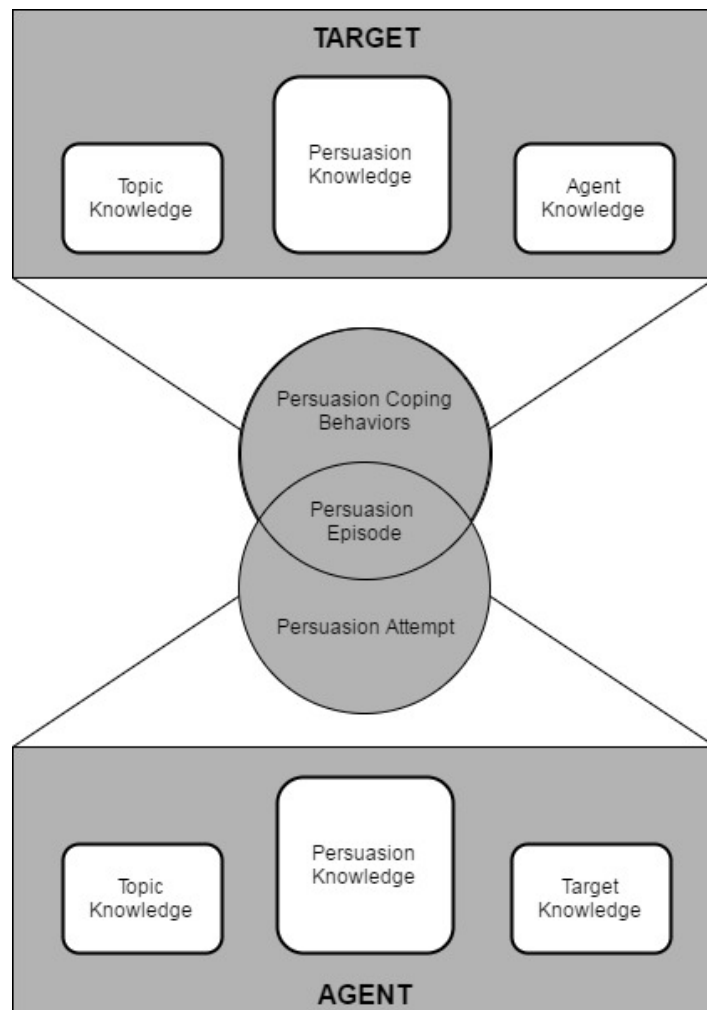 TARGET
Topic
Knowledge
Persuasion
Knowledge
Agent
Knowledge
Persuasion Coping
Behaviors
Persuasion
Episode
Persuasion Attempt
Topic
Knowledge
Persuasion
Knowledge
Target
Knowledge
AGENT